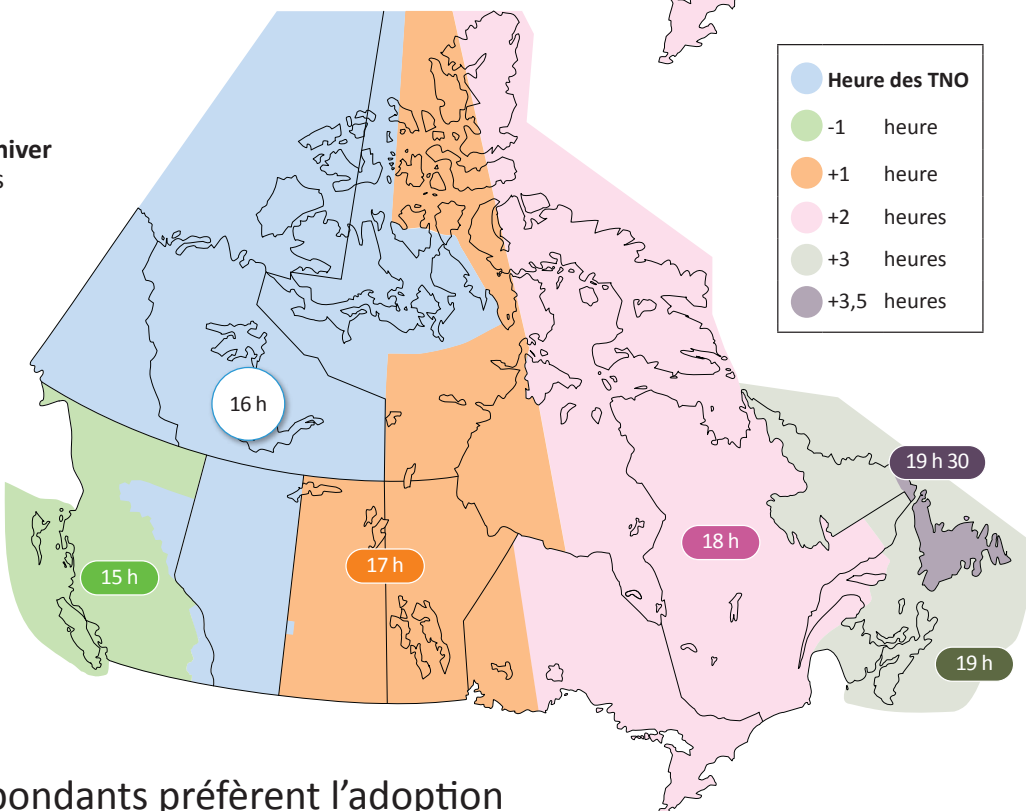 hiver
s
Heure des TNO
-1 heure
+1 heure
+2 heures
+3 heures
+3,5 heures
16 h
19 h 30
18 h
17 h
15 h
19 h
pondants préfèrent l’adoption